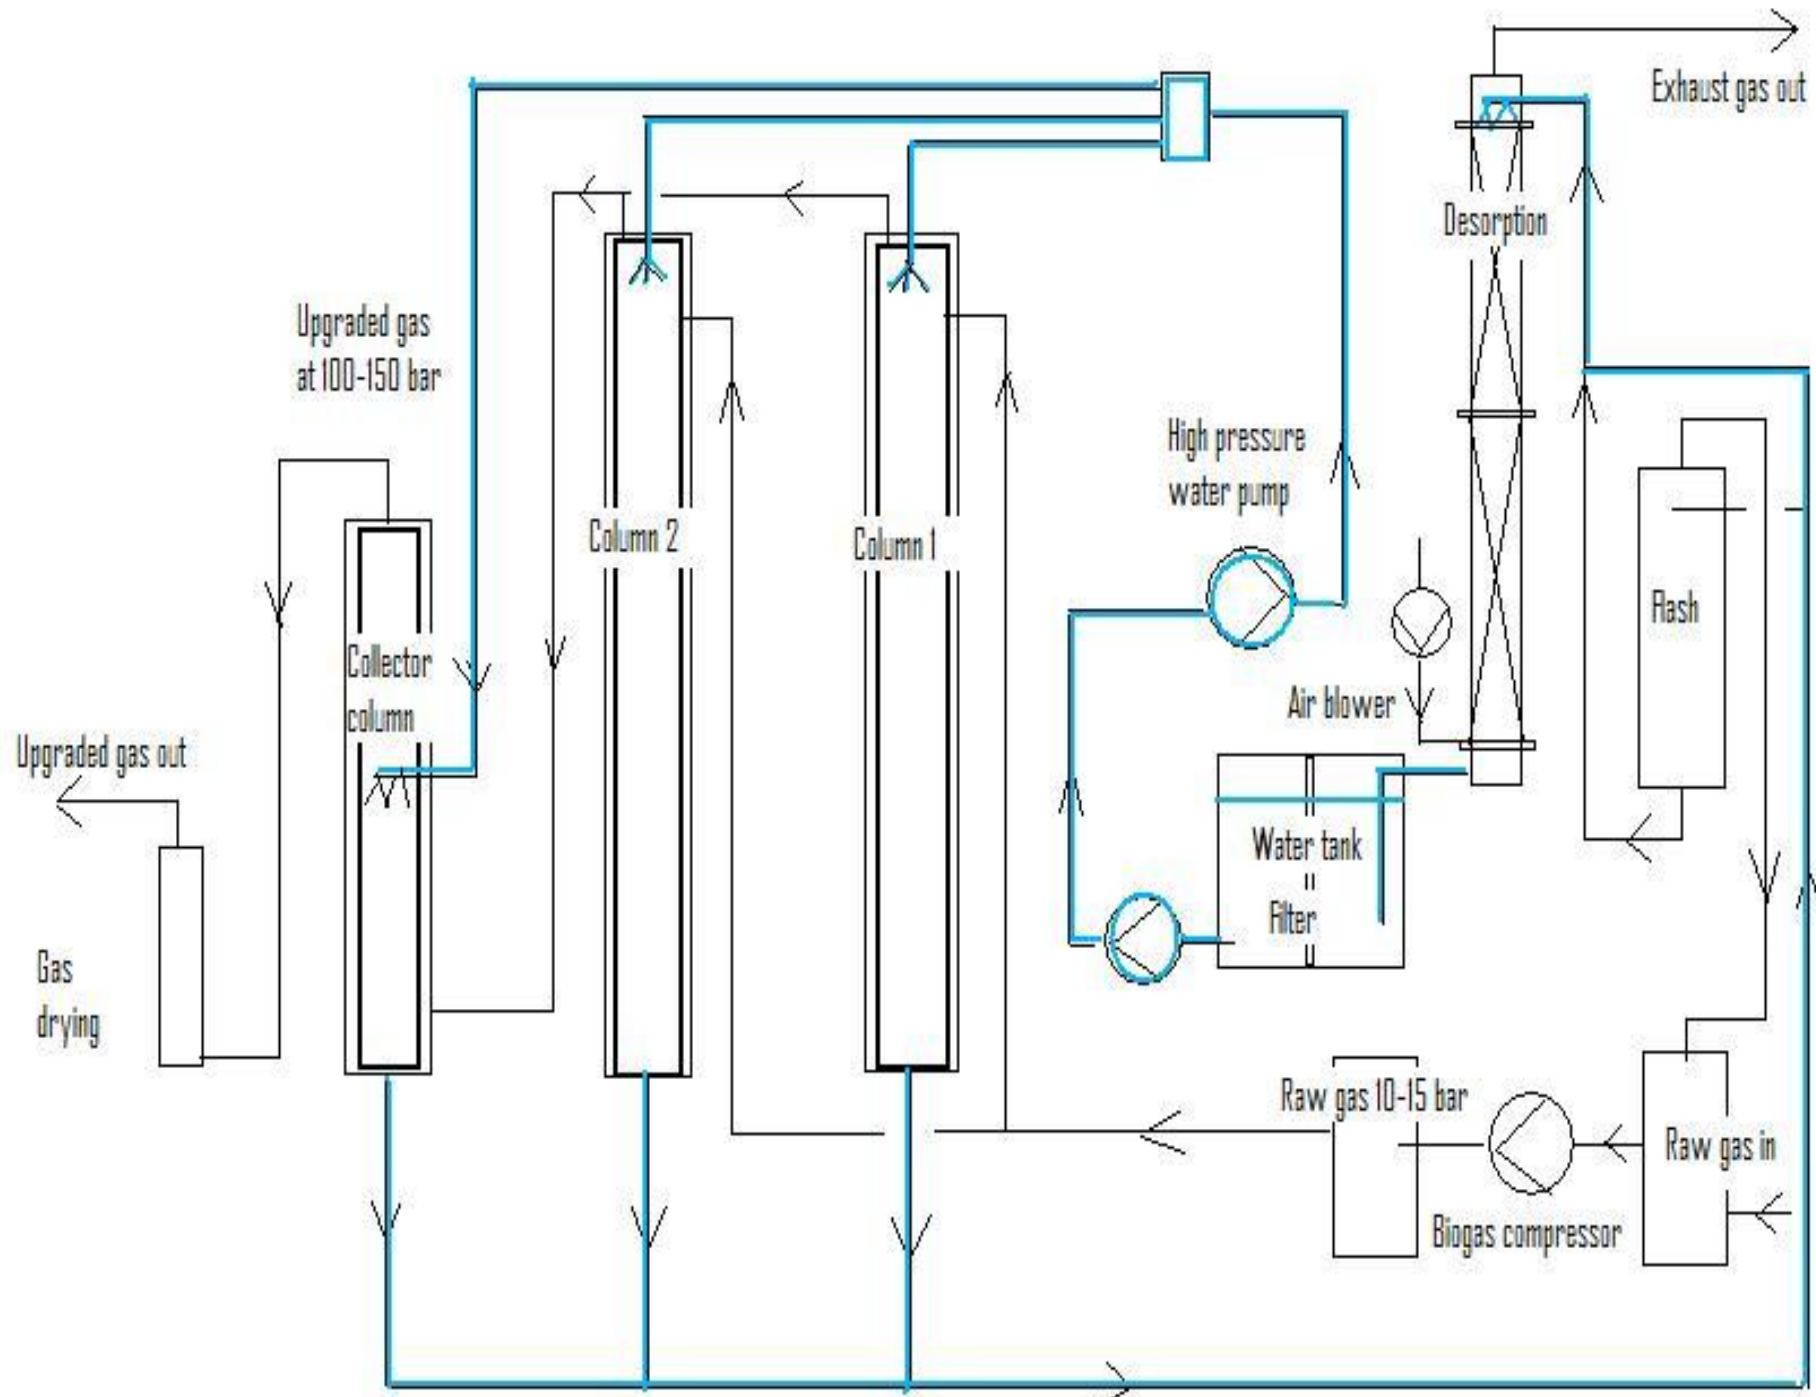 Exhaust gas out
Desorption
Upgraded gas
at 100-150 bar
High pressure
water pump
Column 2
Column 1
Flash
Collector
column
Air blower
Upgraded gas out
Water tank
Filter
Gas
drying
Raw gas 10-15 bar
Raw gas in
Biogas compressor